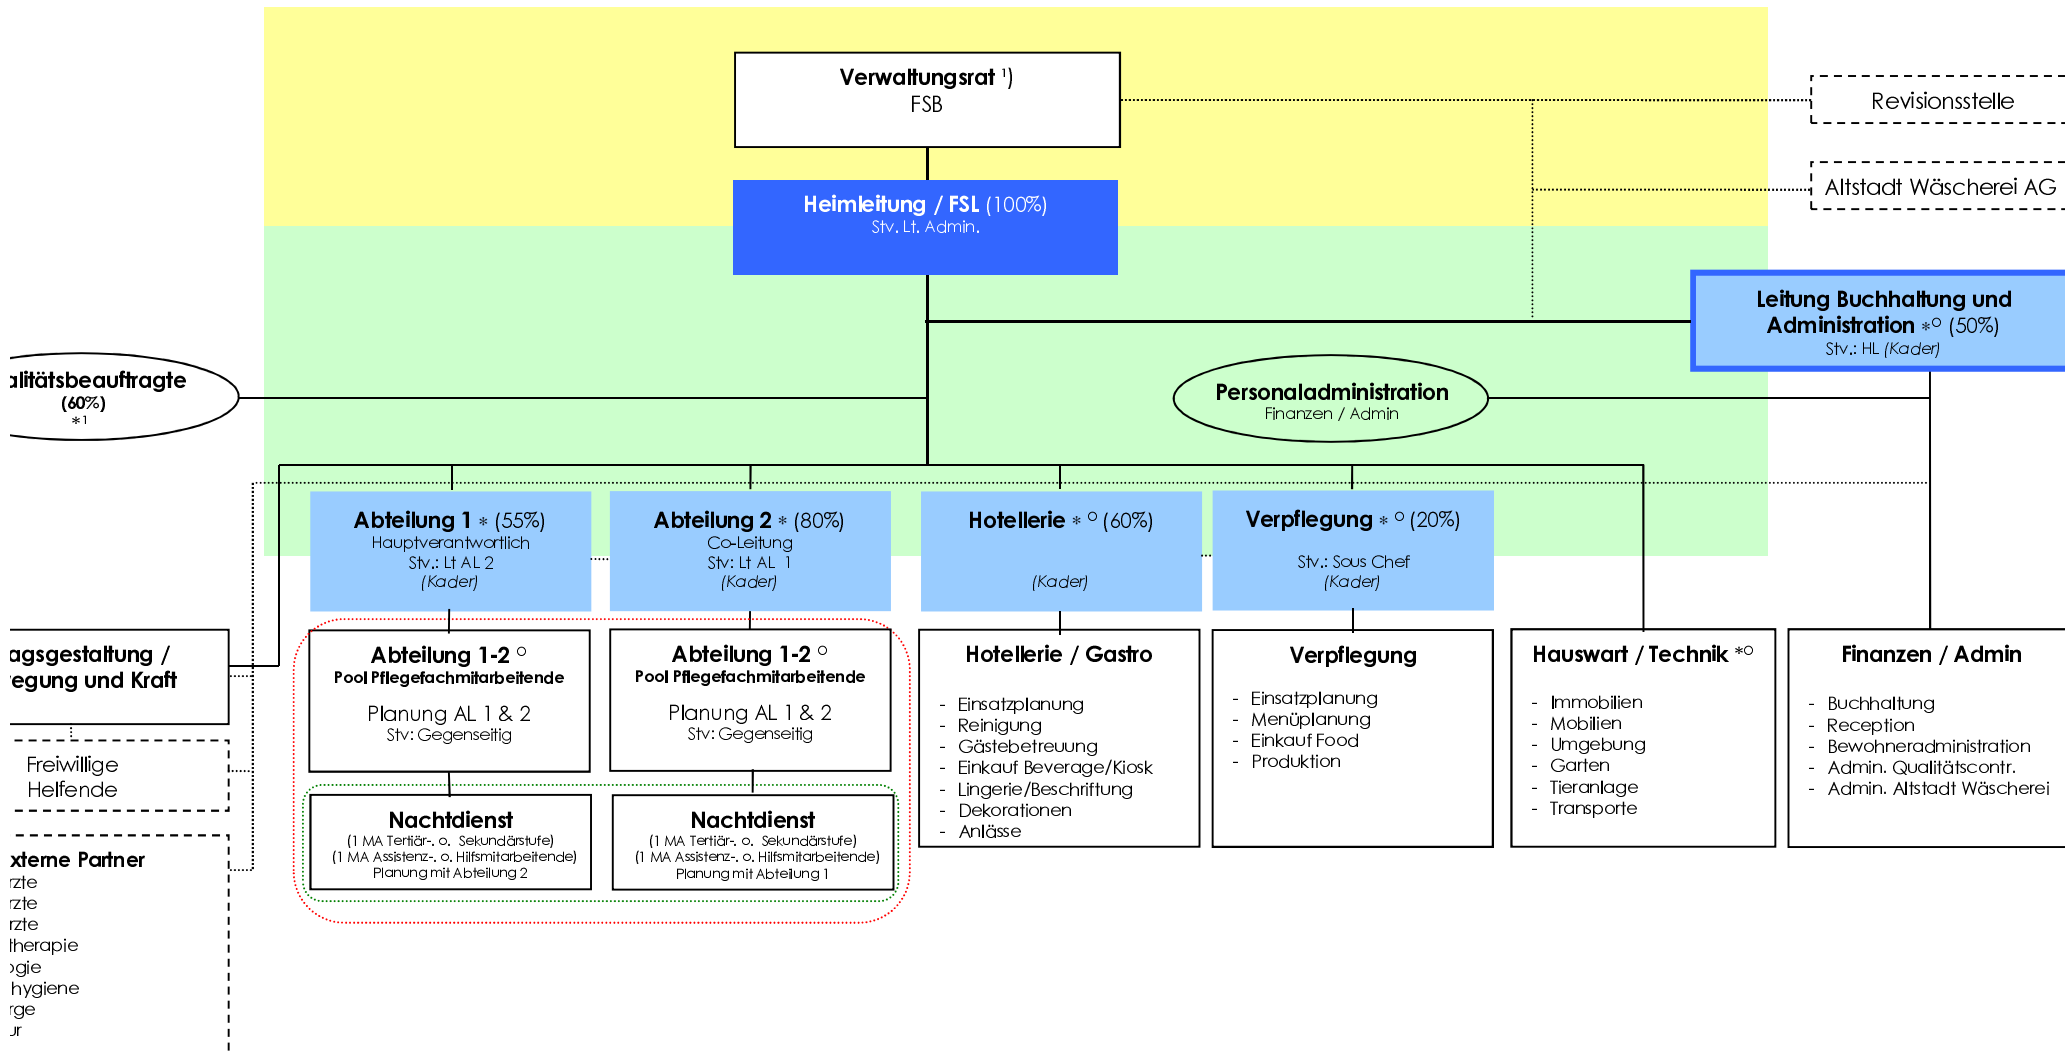 Verwaltungsrat ¹)
FSB
Revisionsstelle
Altstadt Wäscherei AG
Heimleitung / FSL (100%)
Stv. Lt. Admin.
Leitung Buchhaltung und
Administration *° (50%)
Stv.: HL (Kader)
alitätsbeauftragte
(60%)
*¹
Personaladministration
Finanzen / Admin
Abteilung 1 * (55%)
Hauptverantwortlich
Stv.: Lt AL 2
(Kader)
Abteilung 2 * (80%)
Co-Leitung
Stv: Lt AL 1
(Kader)
Hotellerie * ° (60%)
(Kader)
Verpflegung * ° (20%)
Stv.: Sous Chef
(Kader)
agsgestaltung /
egung und Kraft
Freiwillige
Helfende
xterne Partner
rzte
rzte
rzte
therapie
ogie
hygiene
rge
ur
Abteilung 1-2 °
Pool Pflegefachmitarbeitende
Planung AL 1 & 2
Stv: Gegenseitig
Abteilung 1-2 °
Pool Pflegefachmitarbeitende
Planung AL 1 & 2
Stv: Gegenseitig
Nachtdienst
(1 MA Tertiär-. o. Sekundärstufe)
(1 MA Assistenz-. o. Hilfsmitarbeitende)
Planung mit Abteilung 2
Nachtdienst
(1 MA Tertiär-. o. Sekundärstufe)
(1 MA Assistenz-. o. Hilfsmitarbeitende)
Planung mit Abteilung 1
Hotellerie / Gastro
- Einsatzplanung
- Reinigung
- Gästebetreuung
- Einkauf Beverage/Kiosk
- Lingerie/Beschriftung
- Dekorationen
- Anlässe
Verpflegung
- Einsatzplanung
- Menüplanung
- Einkauf Food
- Produktion
Hauswart / Technik *°
- Immobilien
- Mobilien
- Umgebung
- Garten
- Tieranlage
- Transporte
Finanzen / Admin
- Buchhaltung
- Reception
- Bewohneradministration
- Admin. Qualitätscontr.
- Admin. Altstadt Wäscherei